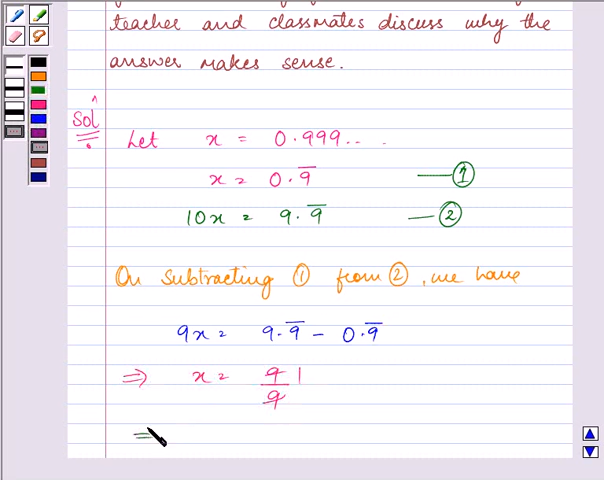 teacher and classmates discuss why the
answer makes sense.
Sol^
Let x = 0.999...
x = 0.9̅ —①
10x = 9.9̅ —②
On subtracting ① from ②, we have
9x = 9.9̅ - 0.9̅
⇒ x = 9/9 1
=